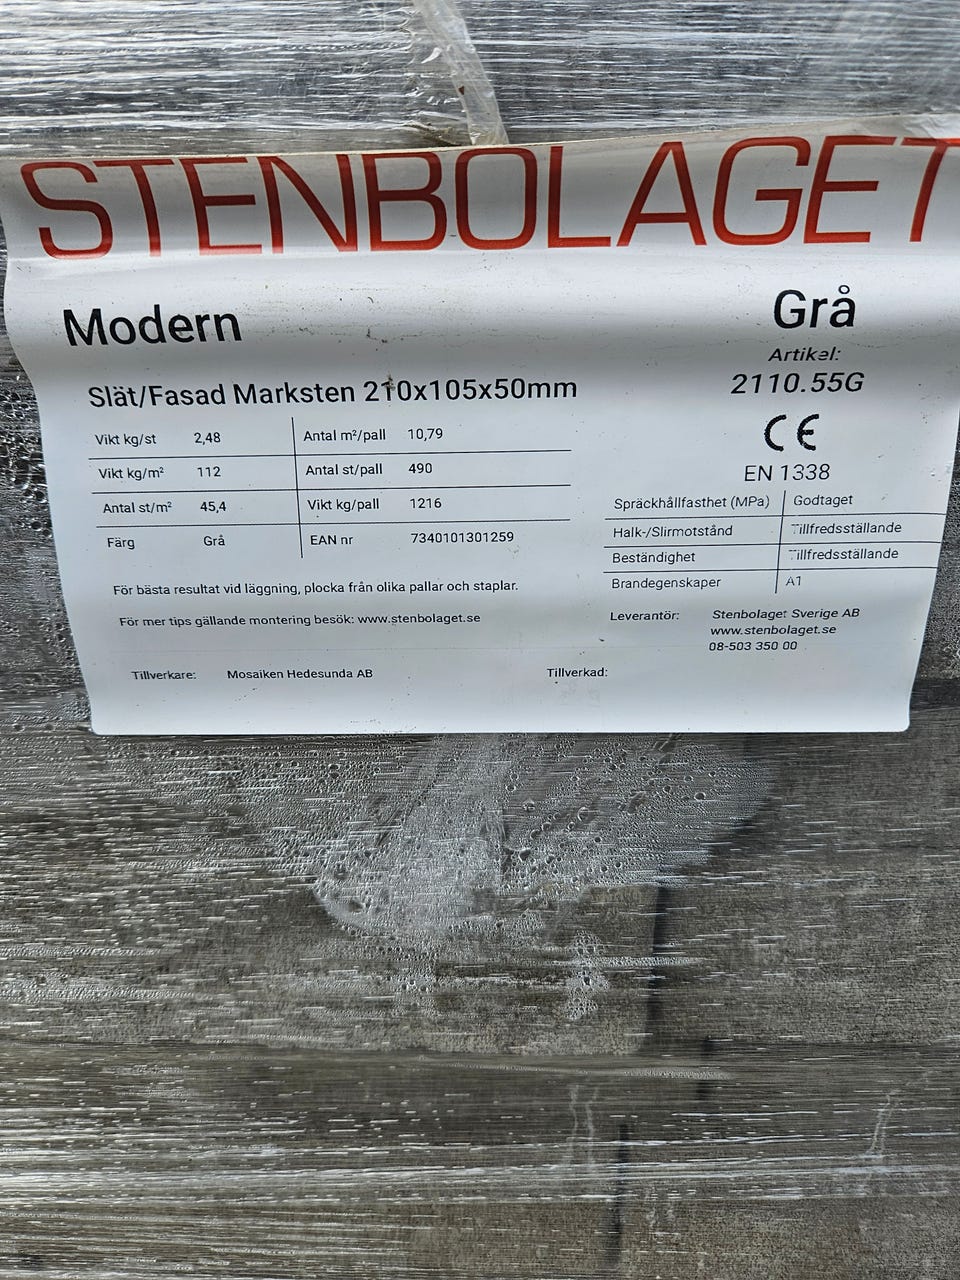 STENBOLAGET
Modern
Grå
Artikel:
2110.55G
Slät/Fasad Marksten 210x105x50mm
CE
EN 1338
Vikt kg/st 2,48 Antal m²/pall 10,79
Vikt kg/m² 112 Antal st/pall 490
Antal st/m² 45,4 Vikt kg/pall 1216
Färg Grå EAN nr 7340101301259
Spräckhållfasthet (MPa) Godtaget
Halk-/Slirmotstånd Tillfredsställande
Beständighet Tillfredsställande
Brandegenskaper A1
För bästa resultat vid läggning, plocka från olika pallar och staplar.
För mer tips gällande montering besök: www.stenbolaget.se
Leverantör: Stenbolaget Sverige AB
www.stenbolaget.se
08-503 350 00
Tillverkare: Mosaiken Hedesunda AB Tillverkad: